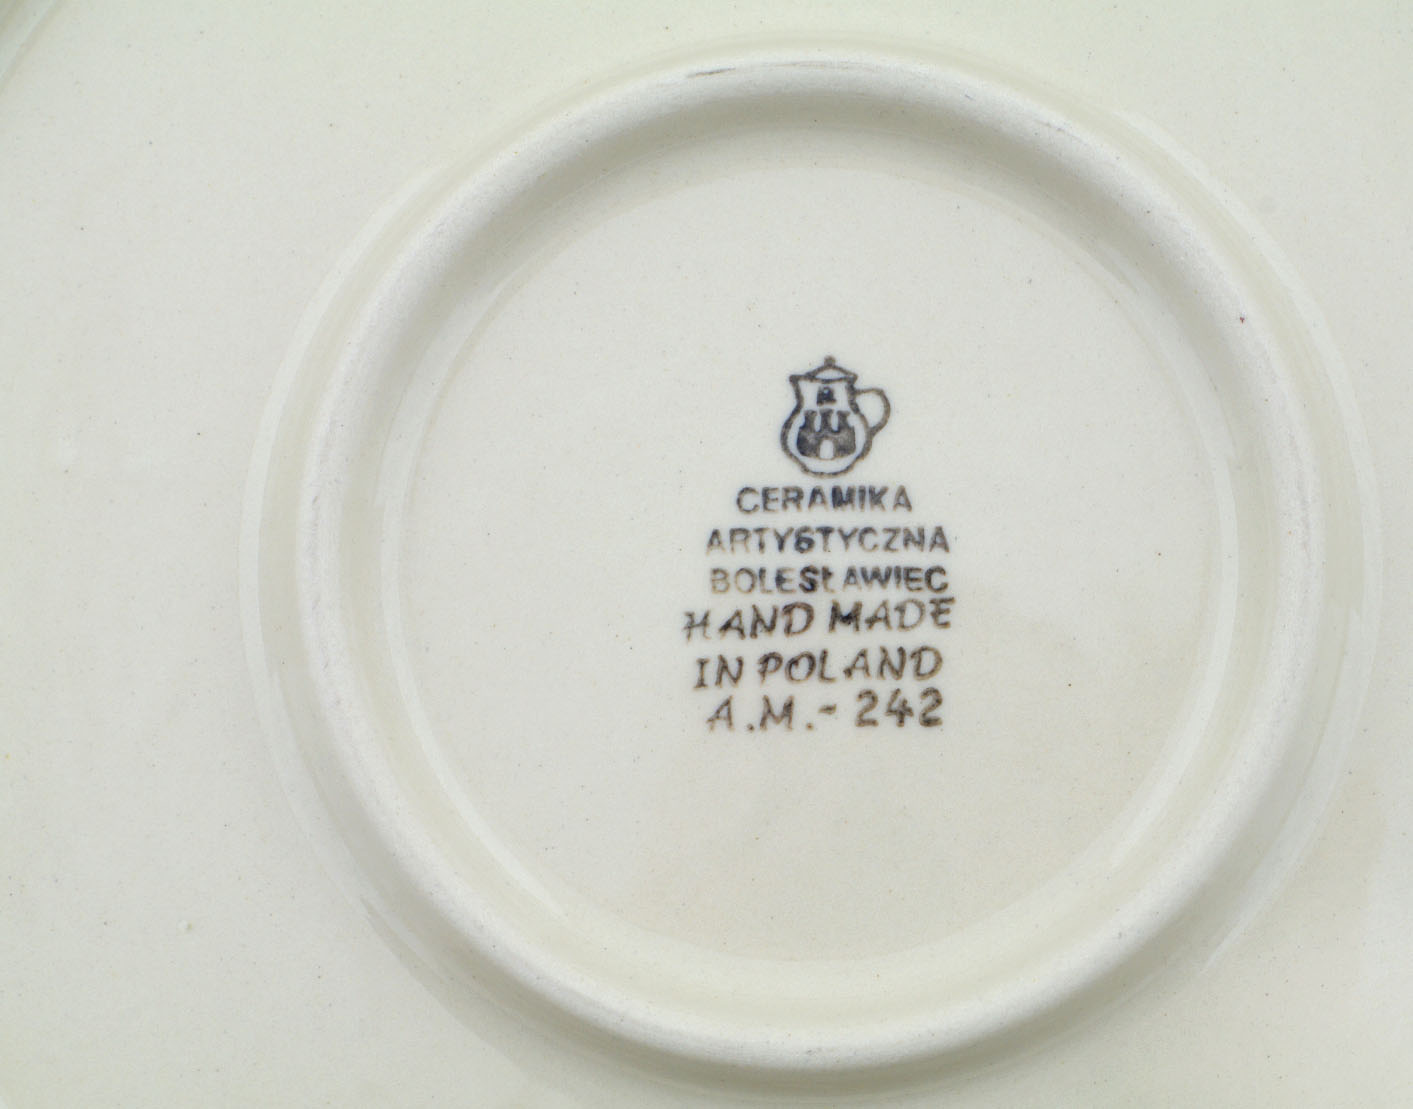 CERAMIKA
ARTYSTYCZNA
BOLESŁAWIEC
HAND MADE
IN POLAND
A.M.- 242